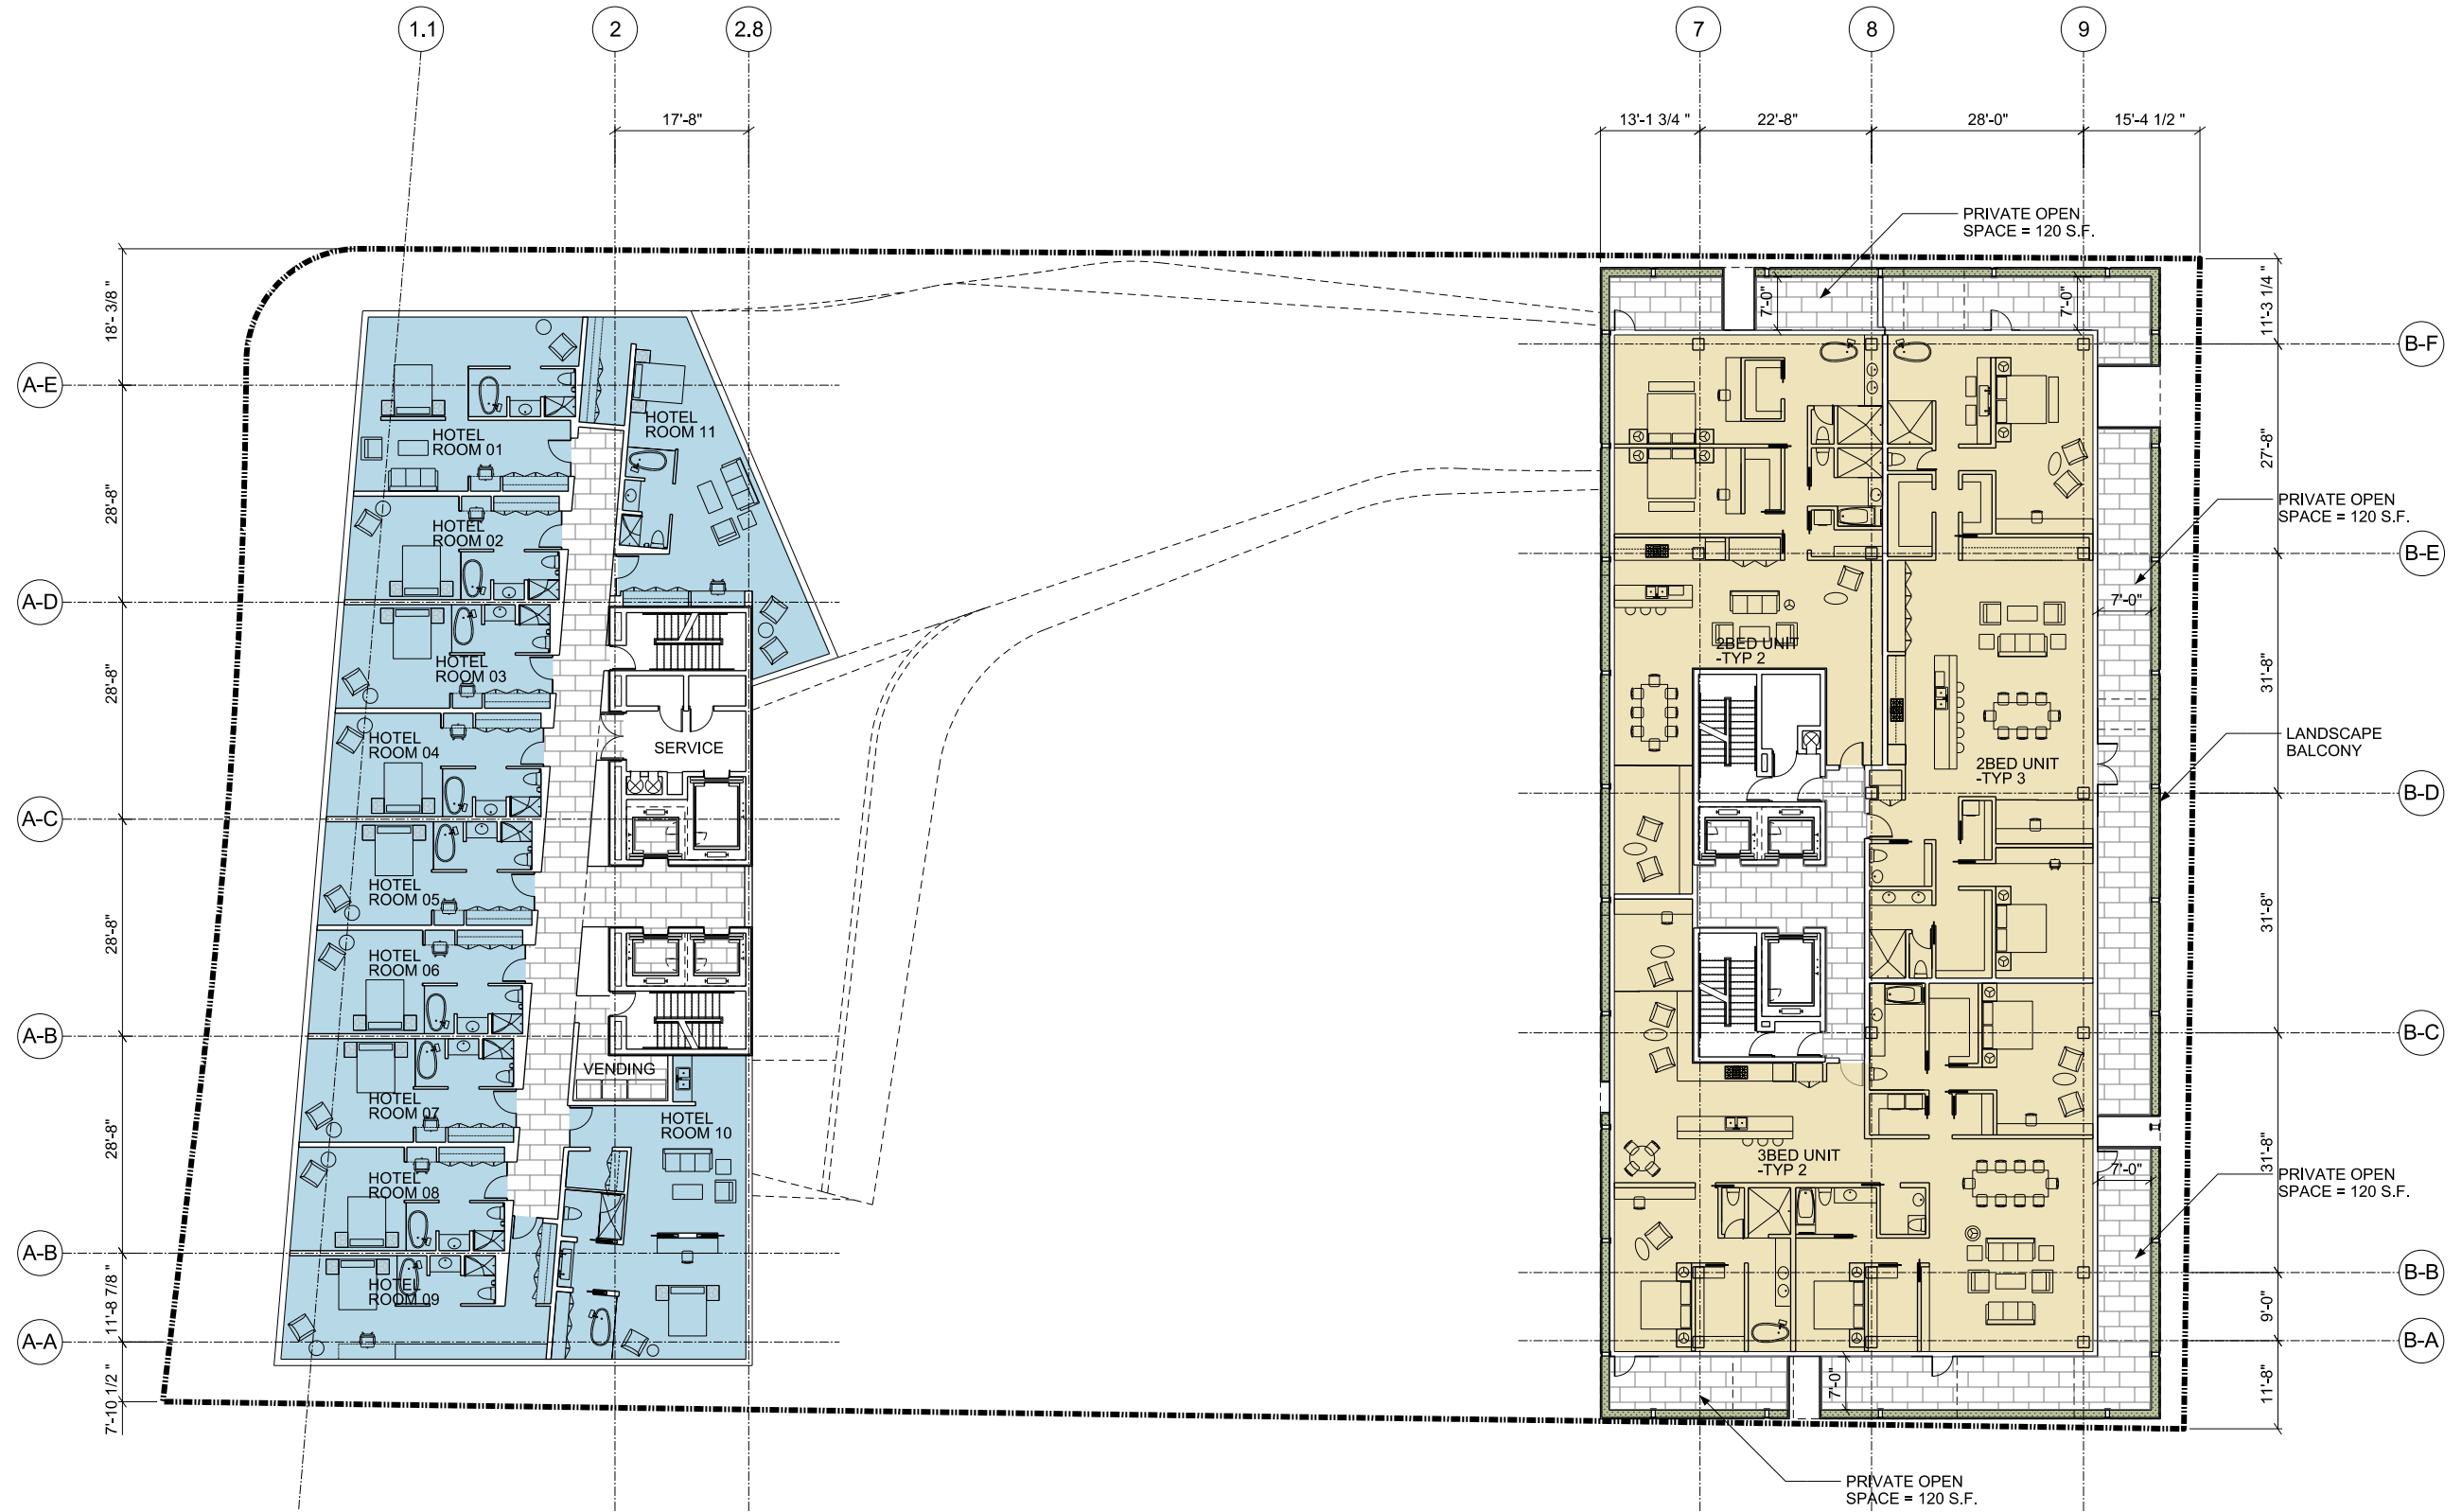 1.1
2
2.8
7
8
9
17'-8"
13'-1 3/4 "
22'-8"
28'-0"
15'-4 1/2 "
PRIVATE OPEN
SPACE = 120 S.F.
18'- 3/8 "
28'-8"
28'-8"
28'-8"
28'-8"
11'-8 7/8 "
7'-10 1/2 "
A-E
A-D
A-C
A-B
A-B
A-A
HOTEL
ROOM 01
HOTEL
ROOM 02
HOTEL
ROOM 03
HOTEL
ROOM 04
HOTEL
ROOM 05
HOTEL
ROOM 06
HOTEL
ROOM 07
HOTEL
ROOM 08
HOTEL
ROOM 09
HOTEL
ROOM 10
HOTEL
ROOM 11
SERVICE
VENDING
7'-0"
7'-0"
2BED UNIT
-TYP 2
2BED UNIT
-TYP 3
3BED UNIT
-TYP 2
7'-0"
7'-0"
7'-0"
PRIVATE OPEN
SPACE = 120 S.F.
LANDSCAPE
BALCONY
PRIVATE OPEN
SPACE = 120 S.F.
PRIVATE OPEN
SPACE = 120 S.F.
11'-3 1/4 "
27'-8"
31'-8"
31'-8"
31'-8"
9'-0"
11'-8"
B-F
B-E
B-D
B-C
B-B
B-A